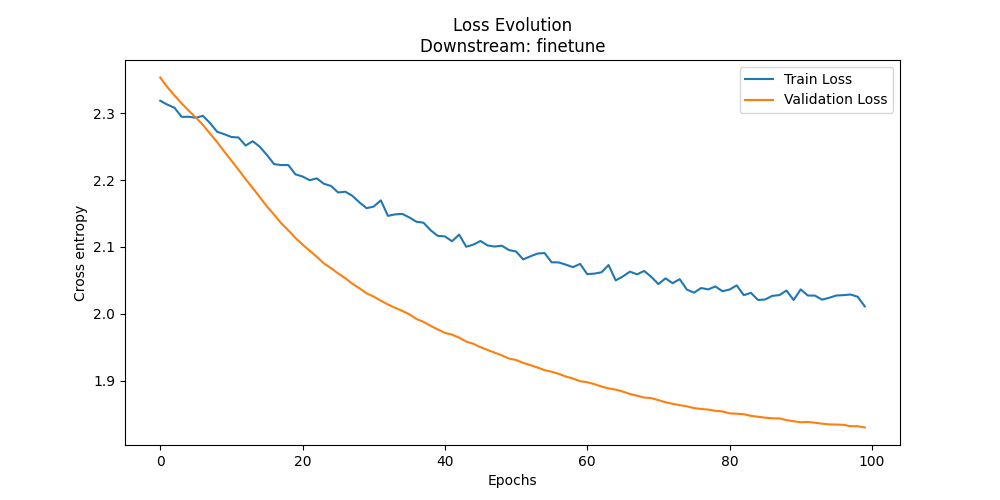 Loss Evolution
Downstream: finetune
Train Loss
Validation Loss
2.3
2.2
2.1
2.0
1.9
Cross entropy
0 20 40 60 80 100
Epochs